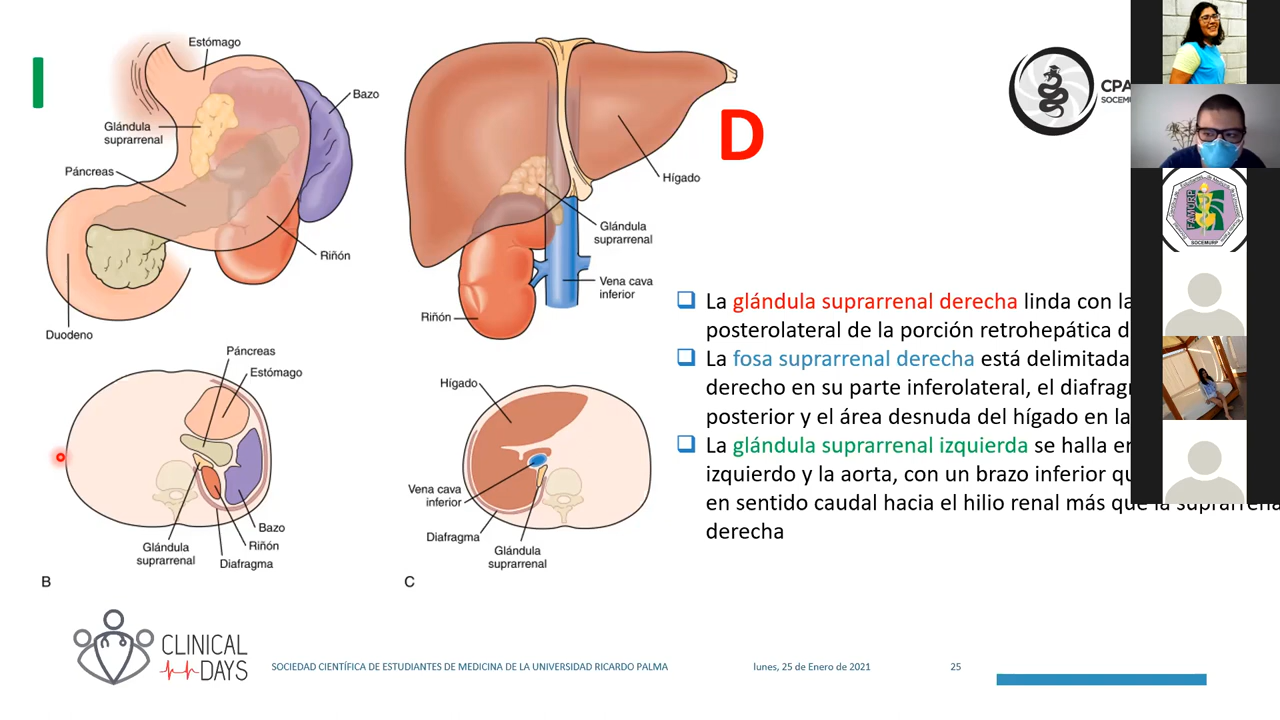 I
Estómago
Bazo
Glándula
suprarrenal
Páncreas
Riñón
Duodeno
Páncreas
Estómago
Bazo
Riñón
Glándula
suprarrenal
Diafragma
B
Hígado
Glándula
suprarrenal
Vena cava
inferior
Riñón
Hígado
Vena cava
inferior
Diafragma
Glándula
suprarrenal
C
D
CPA
SOCEMU
FAMURP
SOCEMURP
La glándula suprarrenal derecha linda con la
posterolateral de la porción retrohepática d
La fosa suprarrenal derecha está delimitada
derecho en su parte inferolateral, el diafrag
posterior y el área desnuda del hígado en la
La glándula suprarrenal izquierda se halla en
izquierdo y la aorta, con un brazo inferior qu
en sentido caudal hacia el hilio renal más que la suprarrena
derecha
CLINICAL
DAYS
SOCIEDAD CIENTÍFICA DE ESTUDIANTES DE MEDICINA DE LA UNIVERSIDAD RICARDO PALMA
lunes, 25 de Enero de 2021
25